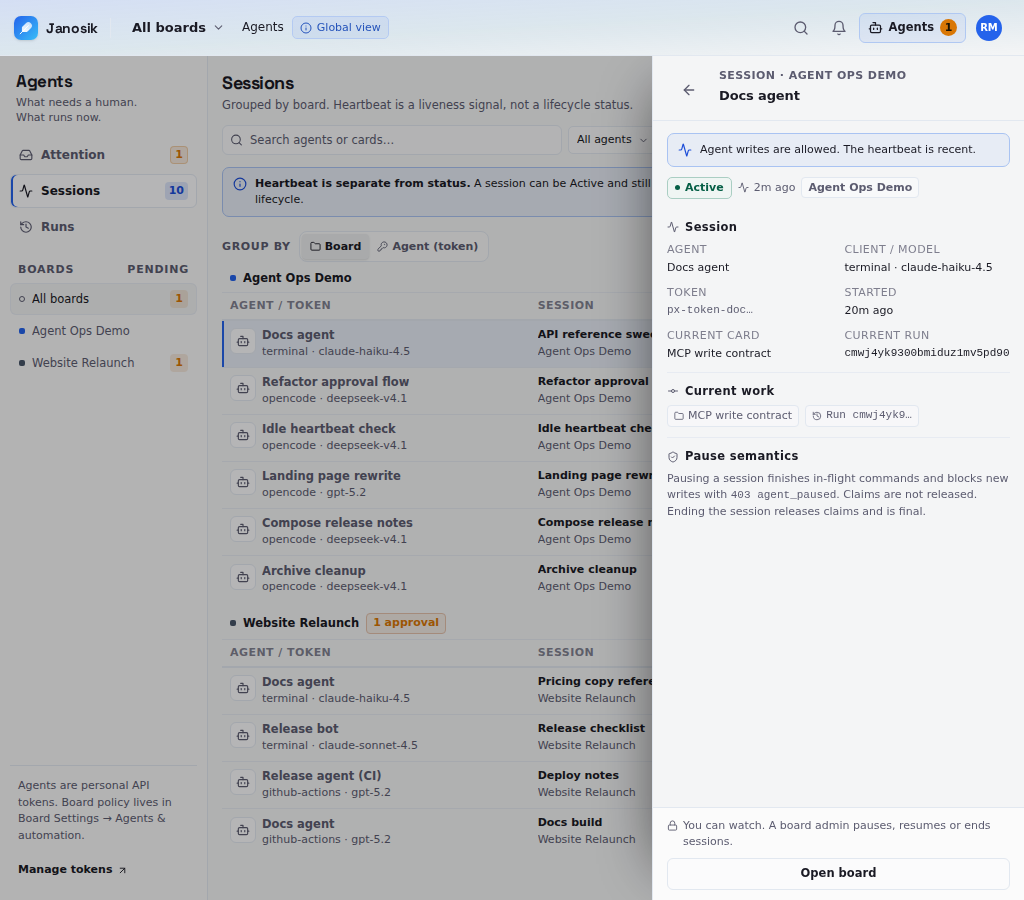 Janosik
All boards
Agents
Global view
Agents 1
RM
Agents
What needs a human.
What runs now.
Attention 1
Sessions 10
Runs
BOARDS PENDING
All boards 1
Agent Ops Demo
Website Relaunch 1
Agents are personal API
tokens. Board policy lives in
Board Settings → Agents &
automation.
Manage tokens
Sessions
Grouped by board. Heartbeat is a liveness signal, not a lifecycle status.
Search agents or cards…
All agents
Heartbeat is separate from status. A session can be Active and still
lifecycle.
GROUP BY Board Agent (token)
Agent Ops Demo
AGENT / TOKEN SESSION
Docs agent API reference
terminal · claude-haiku-4.5 Agent Ops Demo
Refactor approval flow Refactor approval
opencode · deepseek-v4.1 Agent Ops Demo
Idle heartbeat check Idle heartbeat
opencode · deepseek-v4.1 Agent Ops Demo
Landing page rewrite Landing page
opencode · gpt-5.2 Agent Ops Demo
Compose release notes Compose release
opencode · deepseek-v4.1 Agent Ops Demo
Archive cleanup Archive cleanup
opencode · deepseek-v4.1 Agent Ops Demo
Website Relaunch 1 approval
AGENT / TOKEN SESSION
Docs agent Pricing copy
terminal · claude-haiku-4.5 Website Relaunch
Release bot Release checklist
terminal · claude-sonnet-4.5 Website Relaunch
Release agent (CI) Deploy notes
github-actions · gpt-5.2 Website Relaunch
Docs agent Docs build
github-actions · gpt-5.2 Website Relaunch
SESSION · AGENT OPS DEMO
Docs agent
Agent writes are allowed. The heartbeat is recent.
Active 2m ago Agent Ops Demo
Session
AGENT CLIENT / MODEL
Docs agent terminal · claude-haiku-4.5
TOKEN STARTED
px-token-doc… 20m ago
CURRENT CARD CURRENT RUN
MCP write contract cmwj4yk9300bmiduz1mv5pd90
Current work
MCP write contract Run cmwj4yk9…
Pause semantics
Pausing a session finishes in-flight commands and blocks new
writes with 403 agent_paused. Claims are not released.
Ending the session releases claims and is final.
You can watch. A board admin pauses, resumes or ends
sessions.
Open board